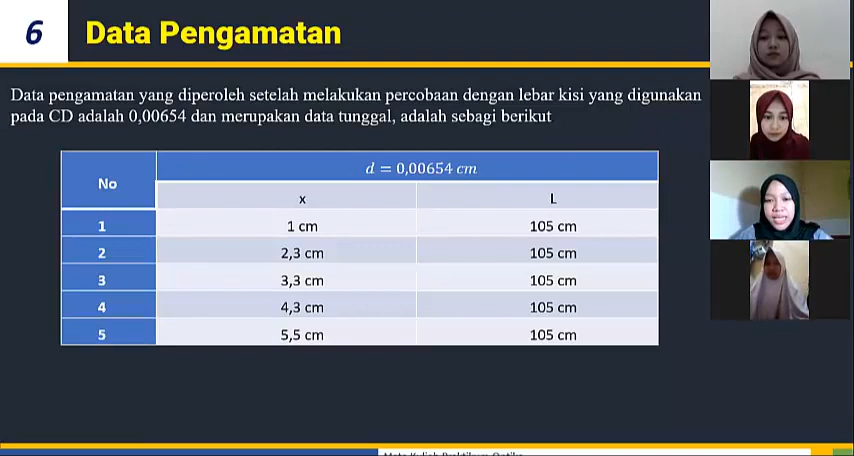 6
Data Pengamatan
Data pengamatan yang diperoleh setelah melakukan percobaan dengan lebar kisi yang digunakan
pada CD adalah 0,00654 dan merupakan data tunggal, adalah sebagi berikut
No
d = 0,00654 cm
x L
1 1 cm 105 cm
2 2,3 cm 105 cm
3 3,3 cm 105 cm
4 4,3 cm 105 cm
5 5,5 cm 105 cm